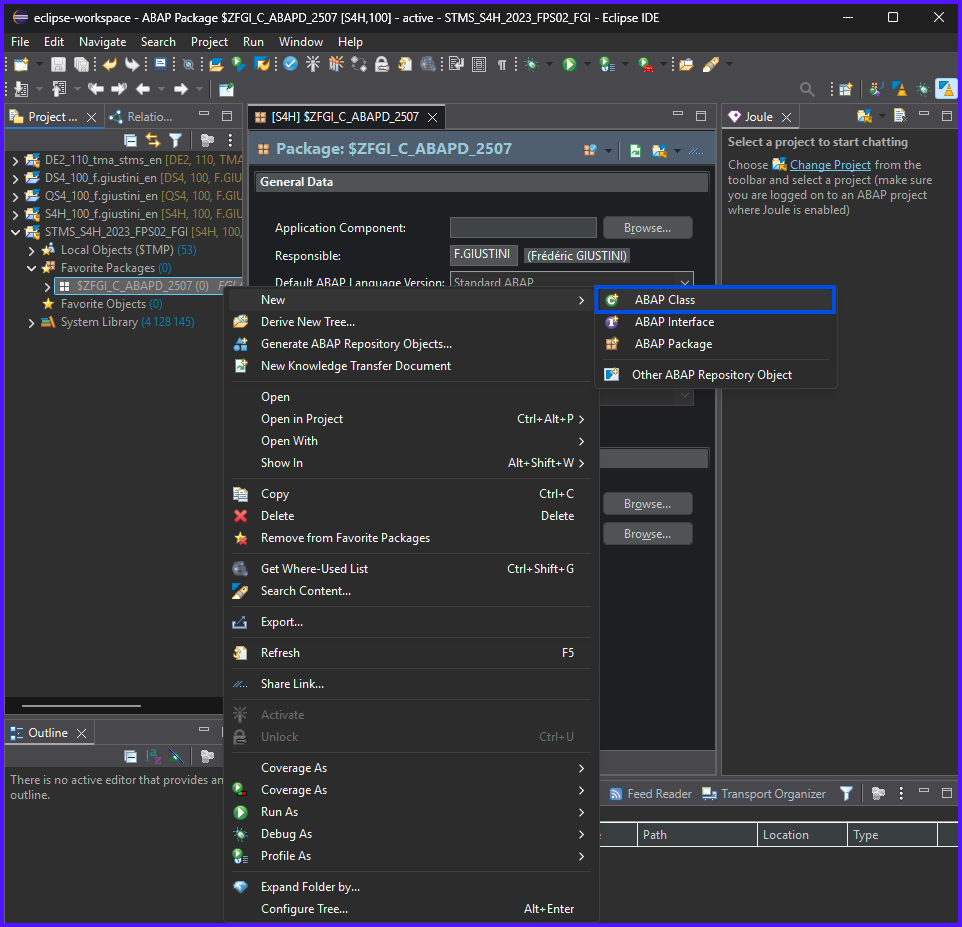 eclipse-workspace - ABAP Package $ZFGI_C_ABAPD_2507 [S4H,100] - active - STMS_S4H_2023_FPS02_FGI - Eclipse IDE
File Edit Navigate Search Project Run Window Help
Project ...
Relatio...
DE2_110_tma_stms_en [DE2, 110, TMA
DS4_100_f.giustini_en [DS4, 100, F.GIU
QS4_100_f.giustini_en [QS4, 100, F.GIU
S4H_100_f.giustini_en [S4H, 100, F.GIU
STMS_S4H_2023_FPS02_FGI [S4H, 100,
Local Objects ($TMP) (53)
Favorite Packages (0)
$ZFGI_C_ABAPD_2507 (0) FGI
Favorite Objects (0)
System Library (4 128 145)
[S4H] $ZFGI_C_ABAPD_2507
Package: $ZFGI_C_ABAPD_2507
General Data
Application Component:
Browse...
Responsible:
F.GIUSTINI
(Frédéric GIUSTINI)
Default ABAP Language Version:
Standard ABAP
Browse...
Browse...
Joule
Select a project to start chatting
Choose Change Project from the
toolbar and select a project (make sure
you are logged on to an ABAP project
where Joule is enabled)
New
Derive New Tree...
Generate ABAP Repository Objects...
New Knowledge Transfer Document
Open
Open in Project Ctrl+Alt+P
Open With
Show In Alt+Shift+W
Copy Ctrl+C
Delete Delete
Remove from Favorite Packages
Get Where-Used List Ctrl+Shift+G
Search Content...
Export...
Refresh F5
Share Link...
Activate
Unlock Ctrl+U
Coverage As
Coverage As
Run As
Debug As
Profile As
Expand Folder by...
Configure Tree... Alt+Enter
ABAP Class
ABAP Interface
ABAP Package
Other ABAP Repository Object
Outline
There is no active editor that provides an
outline.
Feed Reader
Transport Organizer
Path Location Type